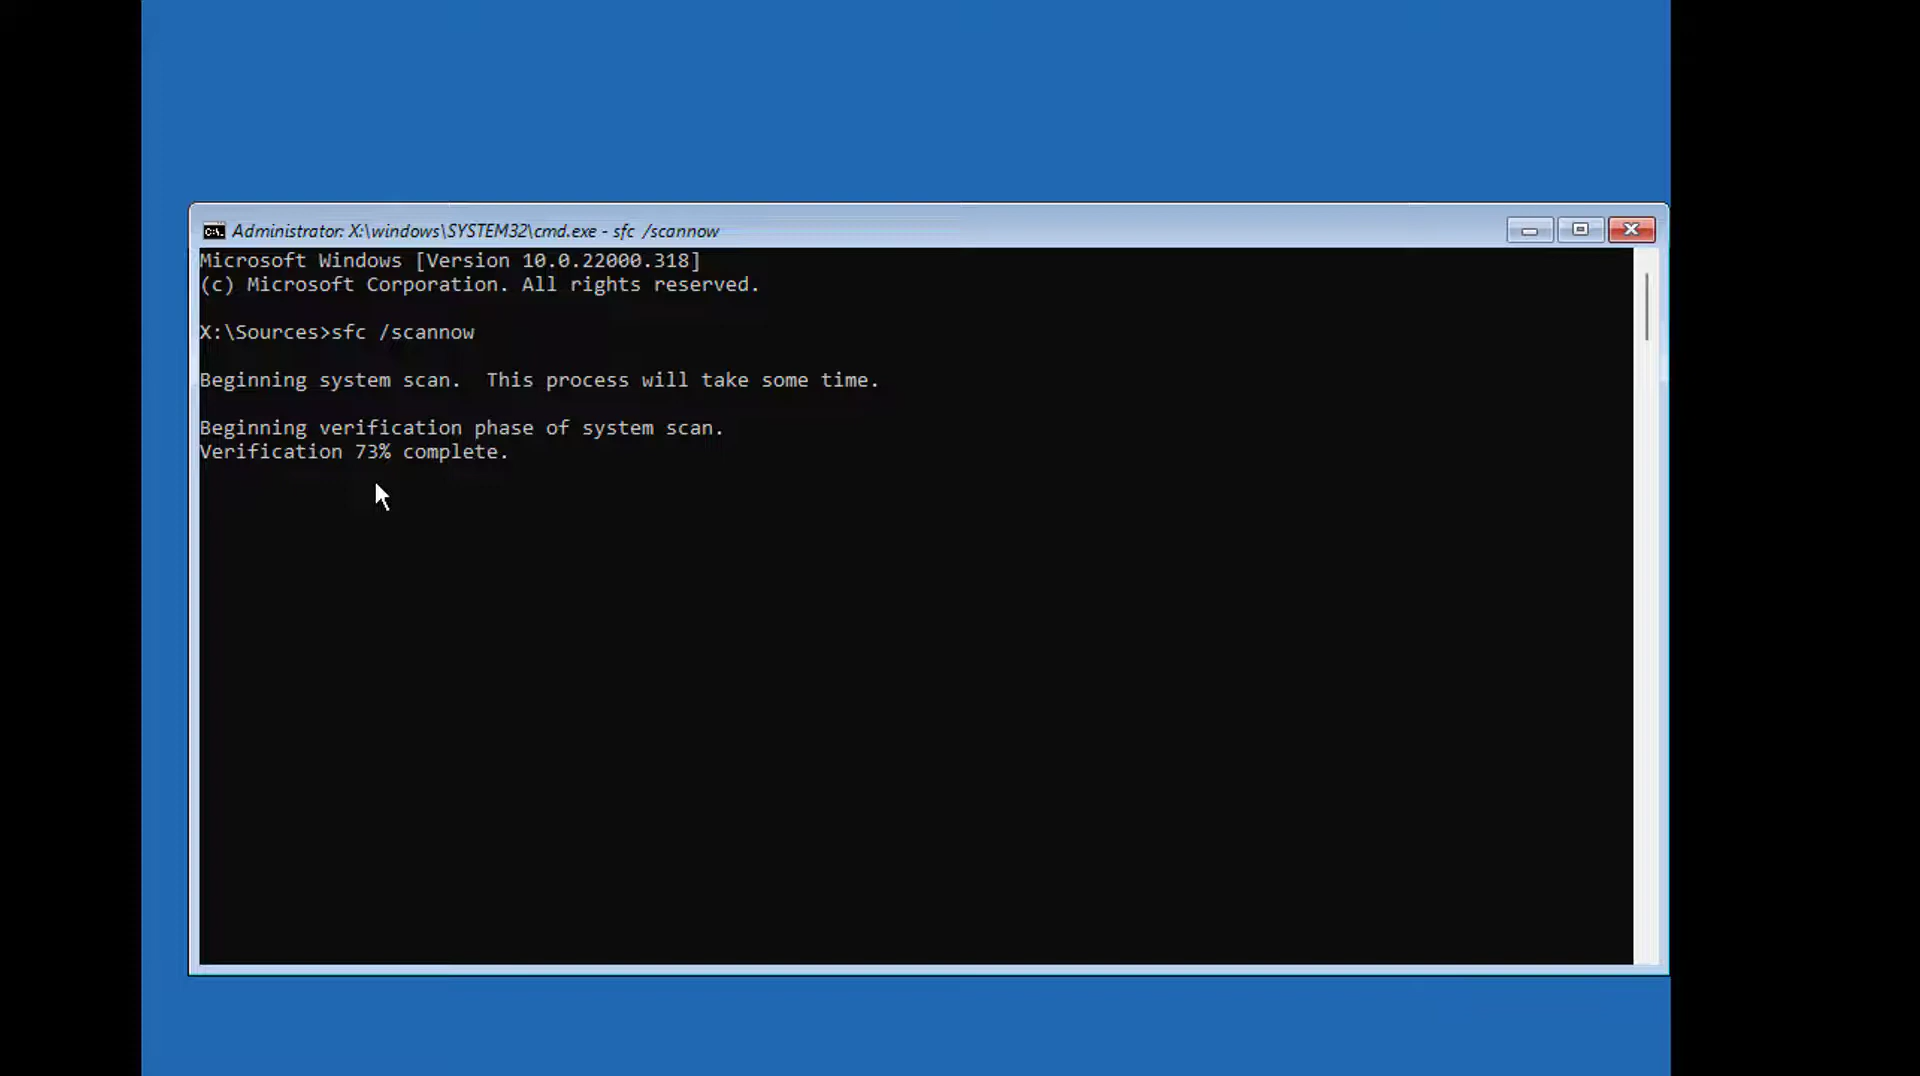 Administrator: X:\windows\SYSTEM32\cmd.exe - sfc /scannow
Microsoft Windows [Version 10.0.22000.318]
(c) Microsoft Corporation. All rights reserved.
X:\Sources>sfc /scannow
Beginning system scan.  This process will take some time.
Beginning verification phase of system scan.
Verification 73% complete.